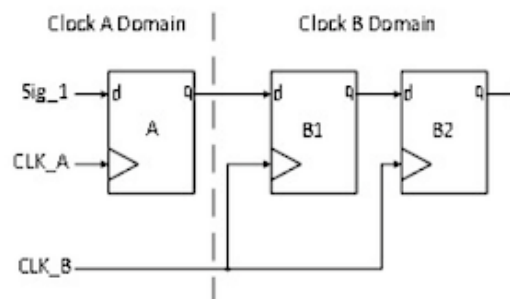 Clock A Domain
Clock B Domain
Sig_1
d
q
A
CLK_A
d
q
B1
d
q
B2
CLK_B